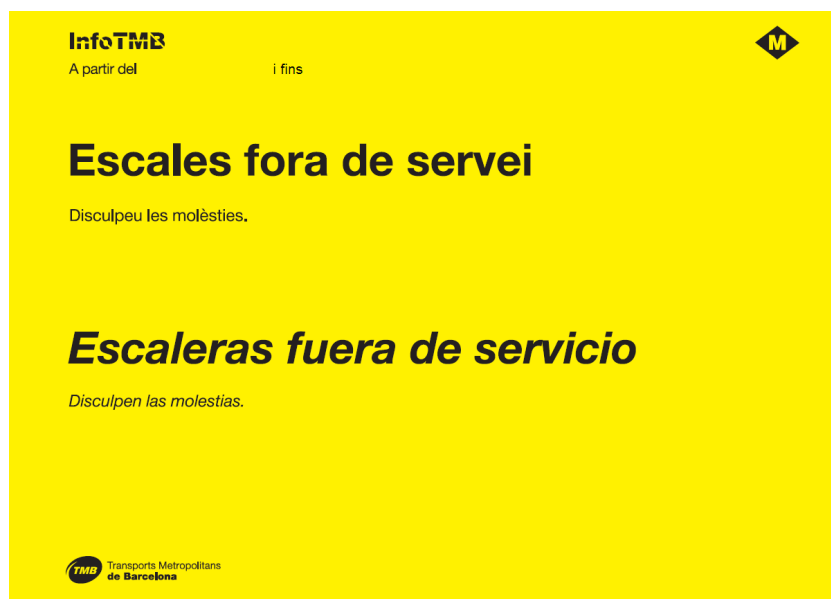 InfoTMB
M
A partir del i fins
Escales fora de servei
Disculpeu les molèsties.
Escaleras fuera de servicio
Disculpen las molestias.
TMB
Transports Metropolitans
de Barcelona